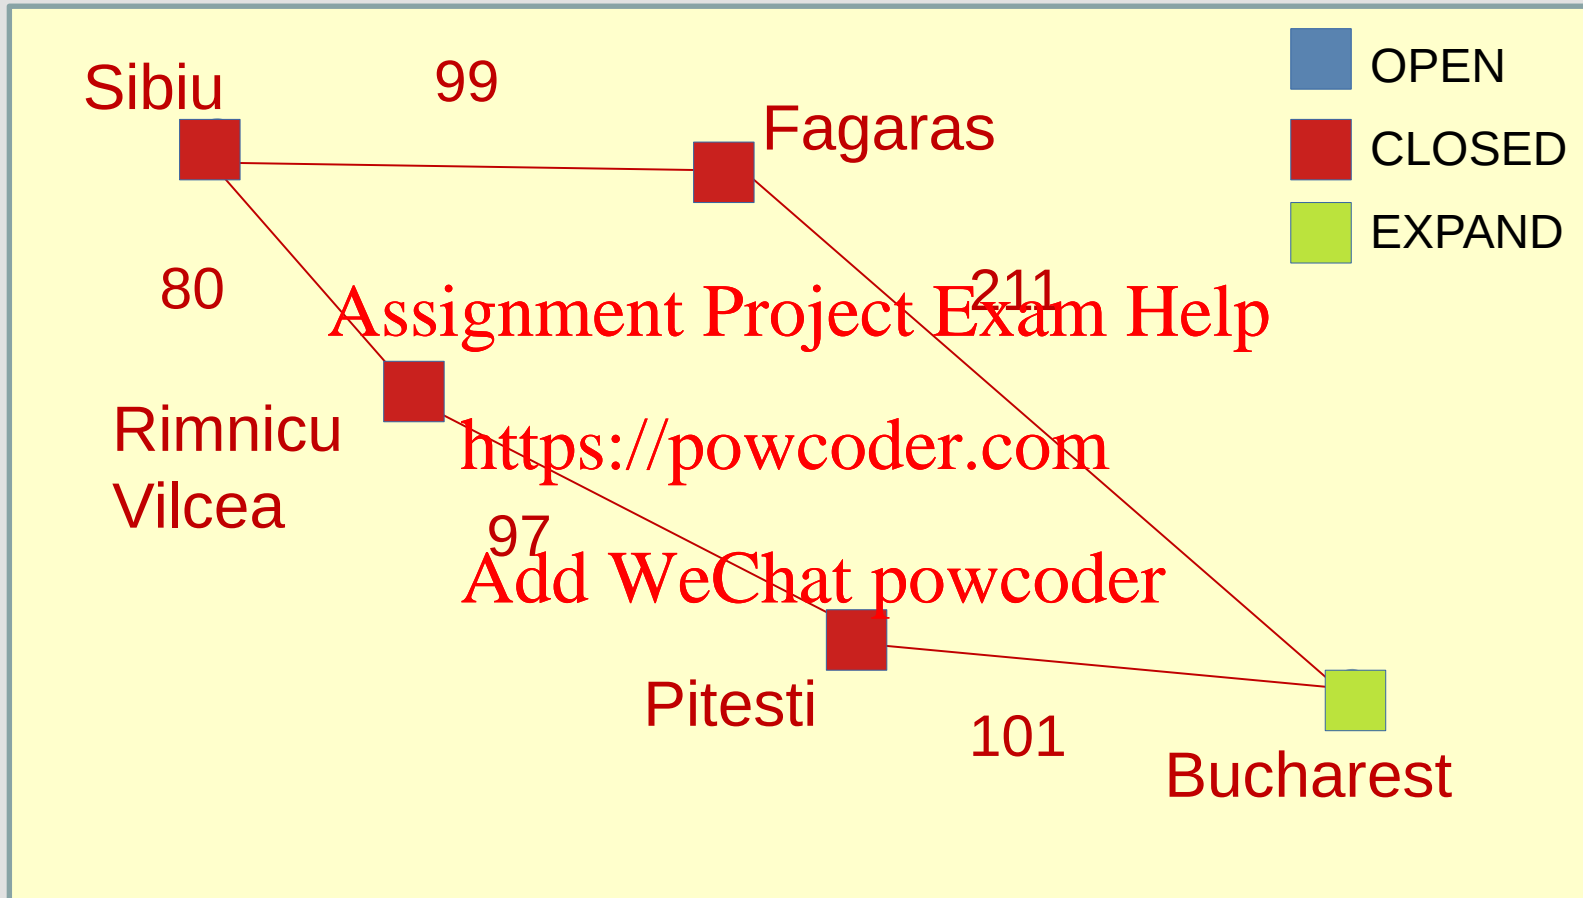 Sibiu
99
Fagaras
OPEN
CLOSED
EXPAND
80
211
Assignment Project Exam Help
Rimnicu
Vilcea
https://powcoder.com
97
Add WeChat powcoder
Pitesti
101
Bucharest